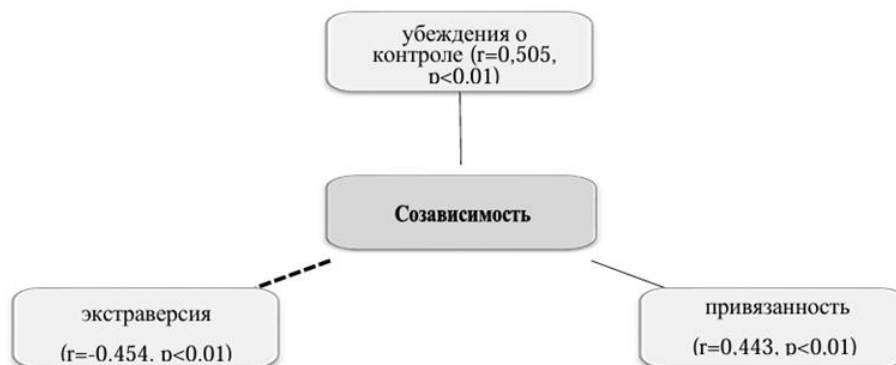 убеждения о
контроле (r=0,505,
p<0.01)
Созависимость
экстраверсия
(r=-0.454, p<0.01)
привязанность
(r=0,443, p<0,01)